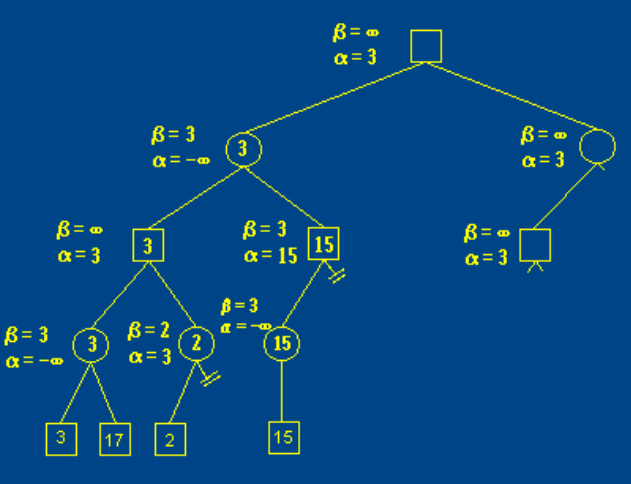 β = ∞
α = 3
β = 3
α = −∞
3
β = ∞
α = 3
β = ∞
α = 3
3
β = 3
α = 15
15
β = ∞
α = 3
β = 3
α = −∞
β = 3
α = −∞
3
β = 2
α = 3
2
15
3
17
2
15